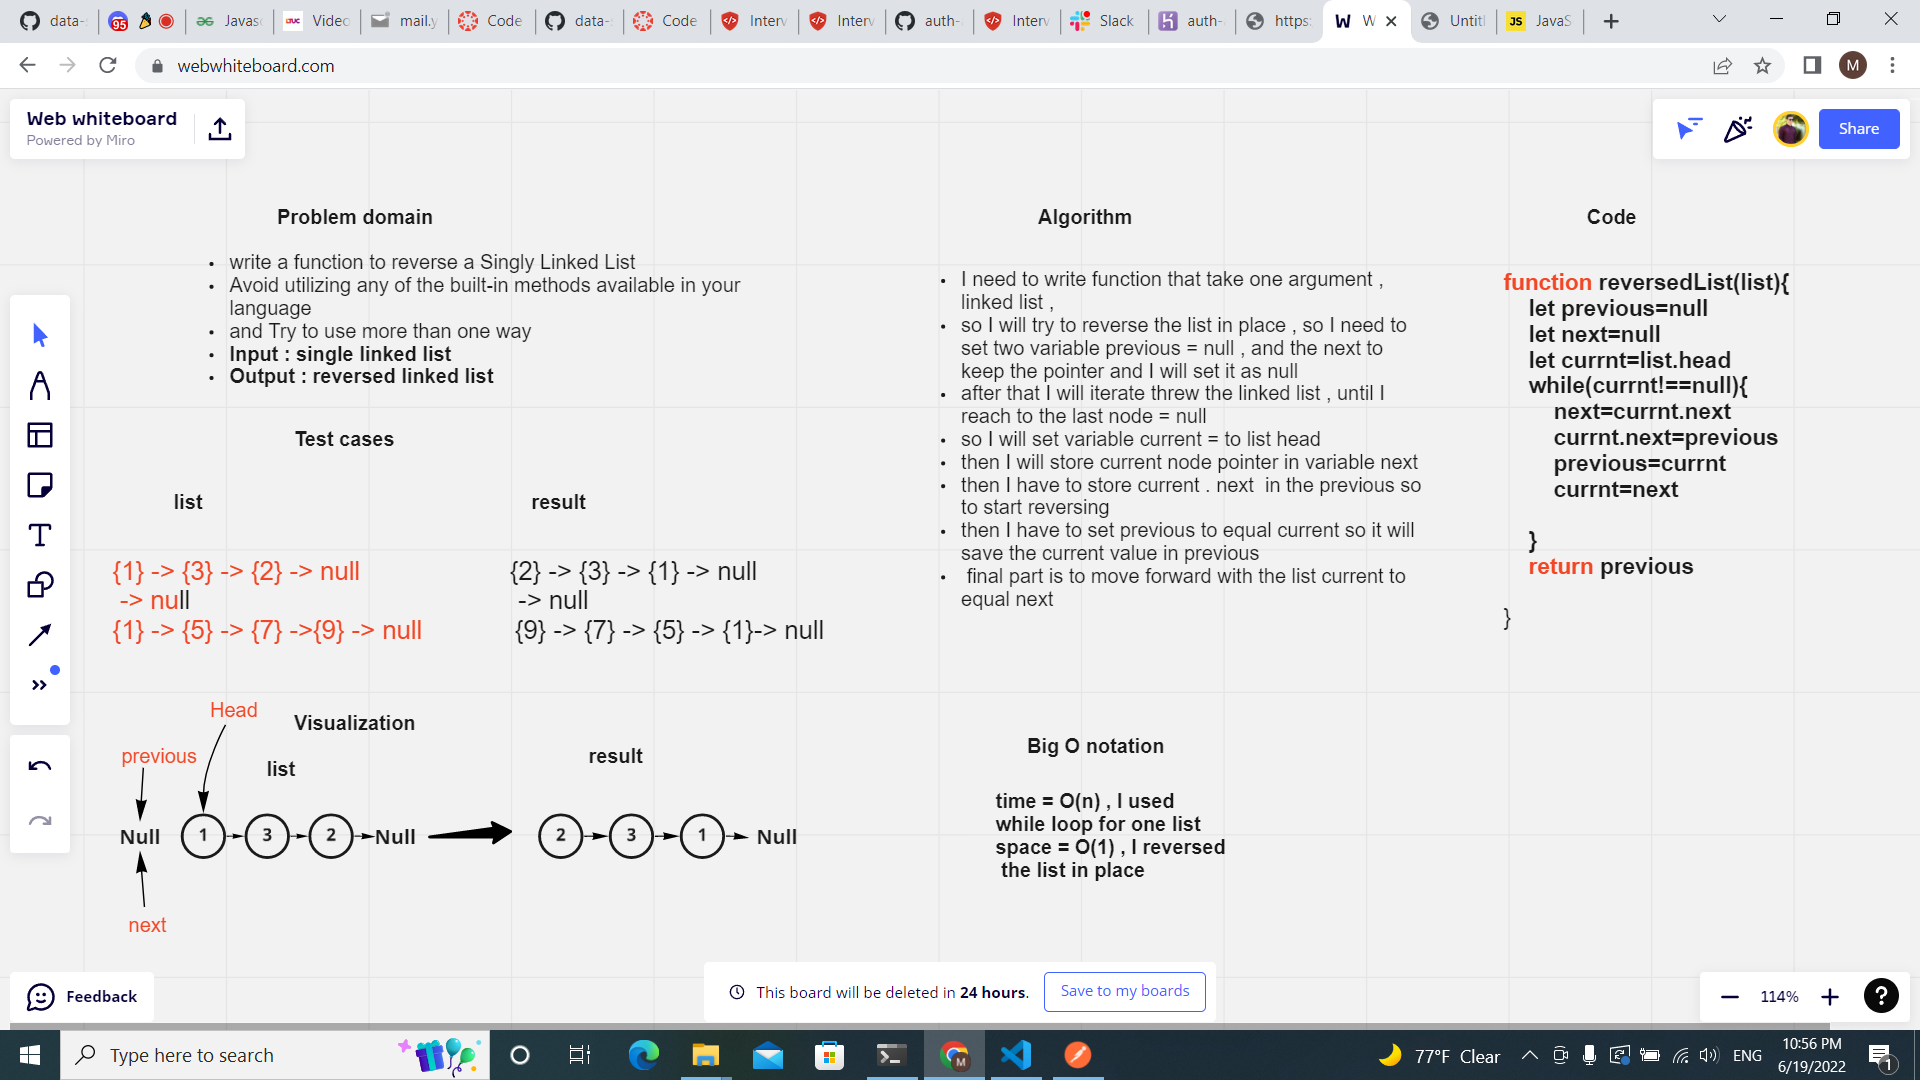 data-
95
Javas
LTUC
Video
mail.y
Code
data-
Code
Interv
Interv
auth-
Interv
Slack
auth-
https:
W
W
Untit
JS
JavaS
webwhiteboard.com
M
Web whiteboard
Powered by Miro
Share
Problem domain
• write a function to reverse a Singly Linked List
• Avoid utilizing any of the built-in methods available in your
language
• and Try to use more than one way
• Input : single linked list
• Output : reversed linked list
Test cases
list
result
{1} -> {3} -> {2} -> null
{2} -> {3} -> {1} -> null
-> null
-> null
{1} -> {5} -> {7} ->{9} -> null
{9} -> {7} -> {5} -> {1}-> null
Head
Visualization
previous
list
result
Null
1
3
2
Null
2
3
1
Null
next
Algorithm
• I need to write function that take one argument ,
linked list ,
• so I will try to reverse the list in place , so I need to
set two variable previous = null , and the next to
keep the pointer and I will set it as null
• after that I will iterate threw the linked list , until I
reach to the last node = null
• so I will set variable current = to list head
• then I will store current node pointer in variable next
• then I have to store current . next  in the previous so
to start reversing
• then I have to set previous to equal current so it will
save the current value in previous
• final part is to move forward with the list current to
equal next
Big O notation
time = O(n) , I used
while loop for one list
space = O(1) , I reversed
the list in place
Code
function reversedList(list){
let previous=null
let next=null
let currnt=list.head
while(currnt!==null){
next=currnt.next
currnt.next=previous
previous=currnt
currnt=next
}
return previous
}
Feedback
This board will be deleted in 24 hours.
Save to my boards
114%
?
Type here to search
M
77°F Clear
ENG
10:56 PM
6/19/2022
1